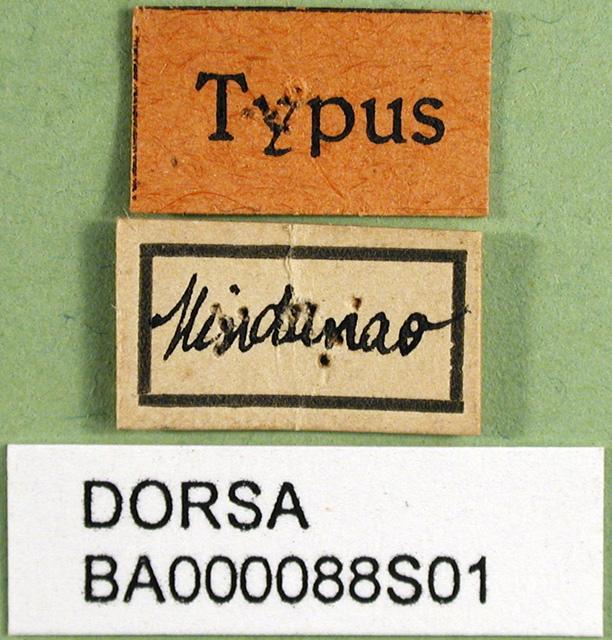 Typus
Mindanao
DORSA
BA000088S01